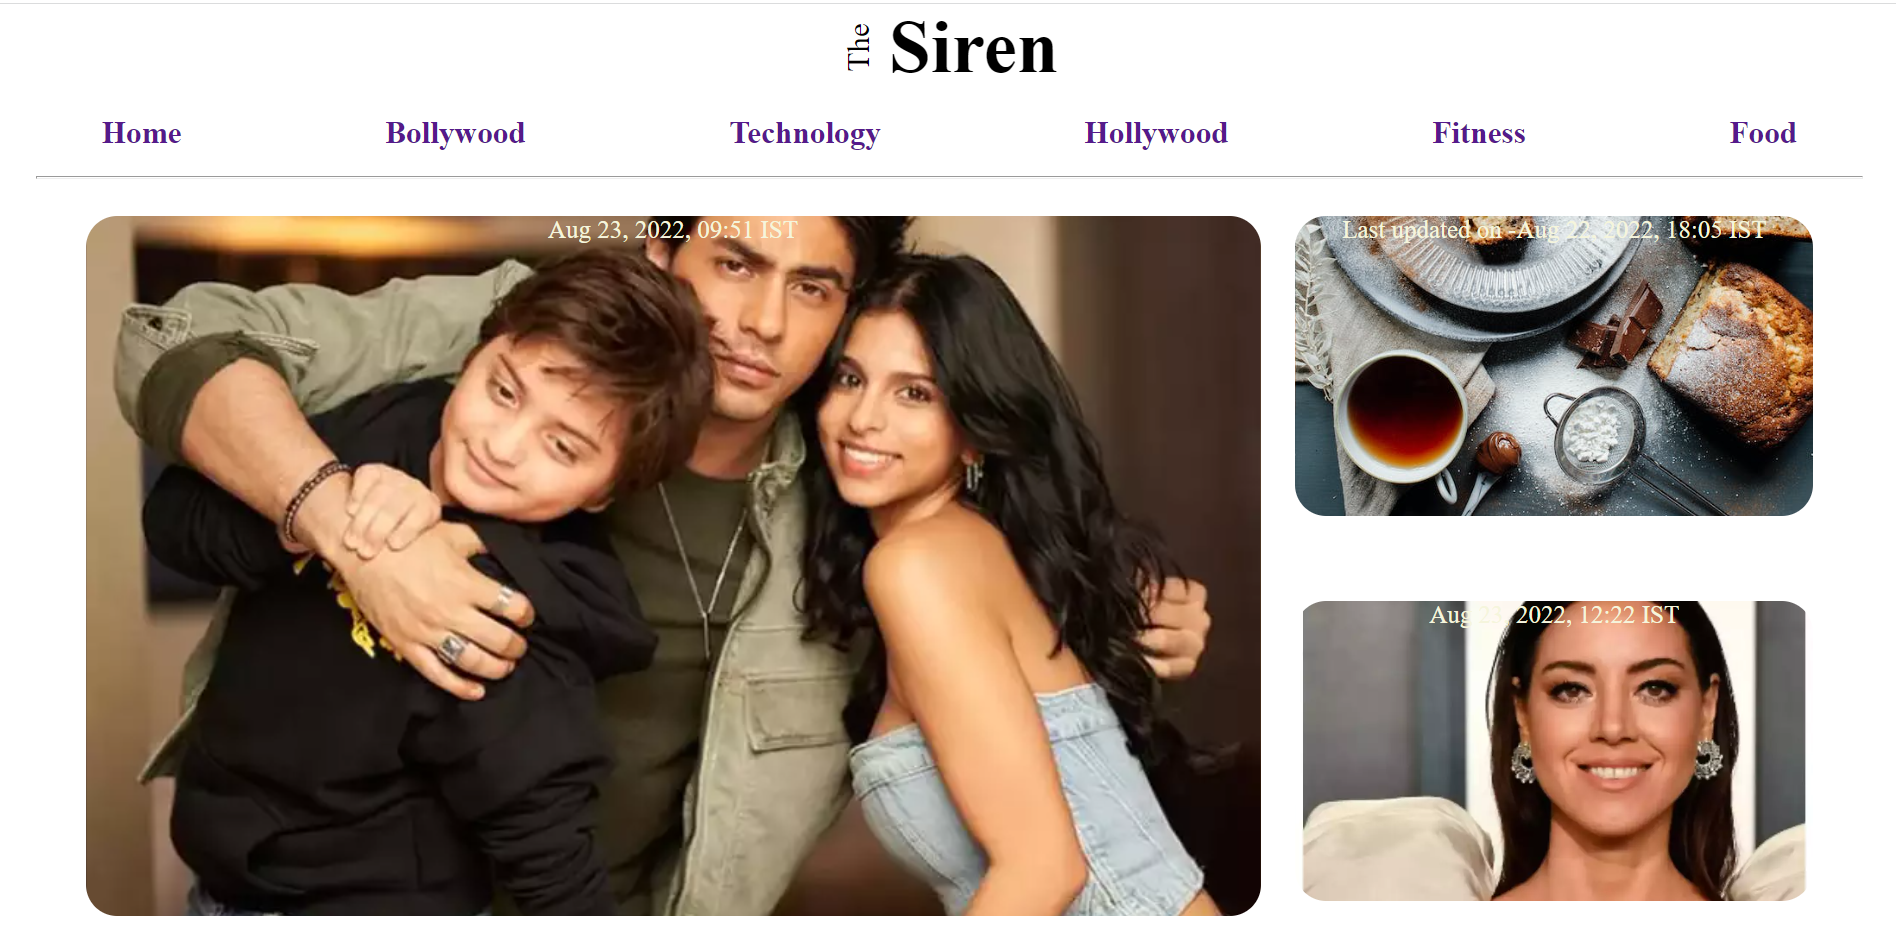 The Siren
Home Bollywood Technology Hollywood Fitness Food
Aug 23, 2022, 09:51 IST
Last updated on -Aug 22, 2022, 18:05 IST
Aug 23, 2022, 12:22 IST